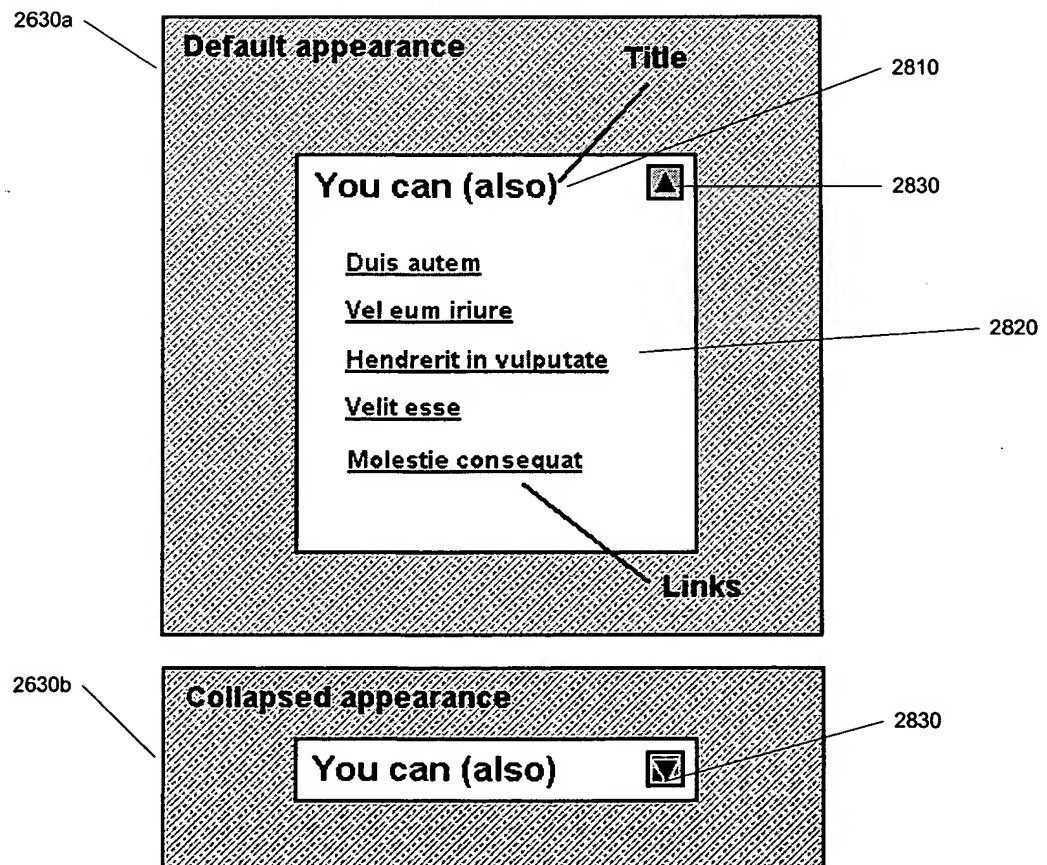 2630a
Default appearance
Title
2810
You can (also)
2830
Duis autem
Vel eum iriure
2820
Hendrerit in vulputate
Velit esse
Molestie consequat
Links
2630b
Collapsed appearance
2830
You can (also)